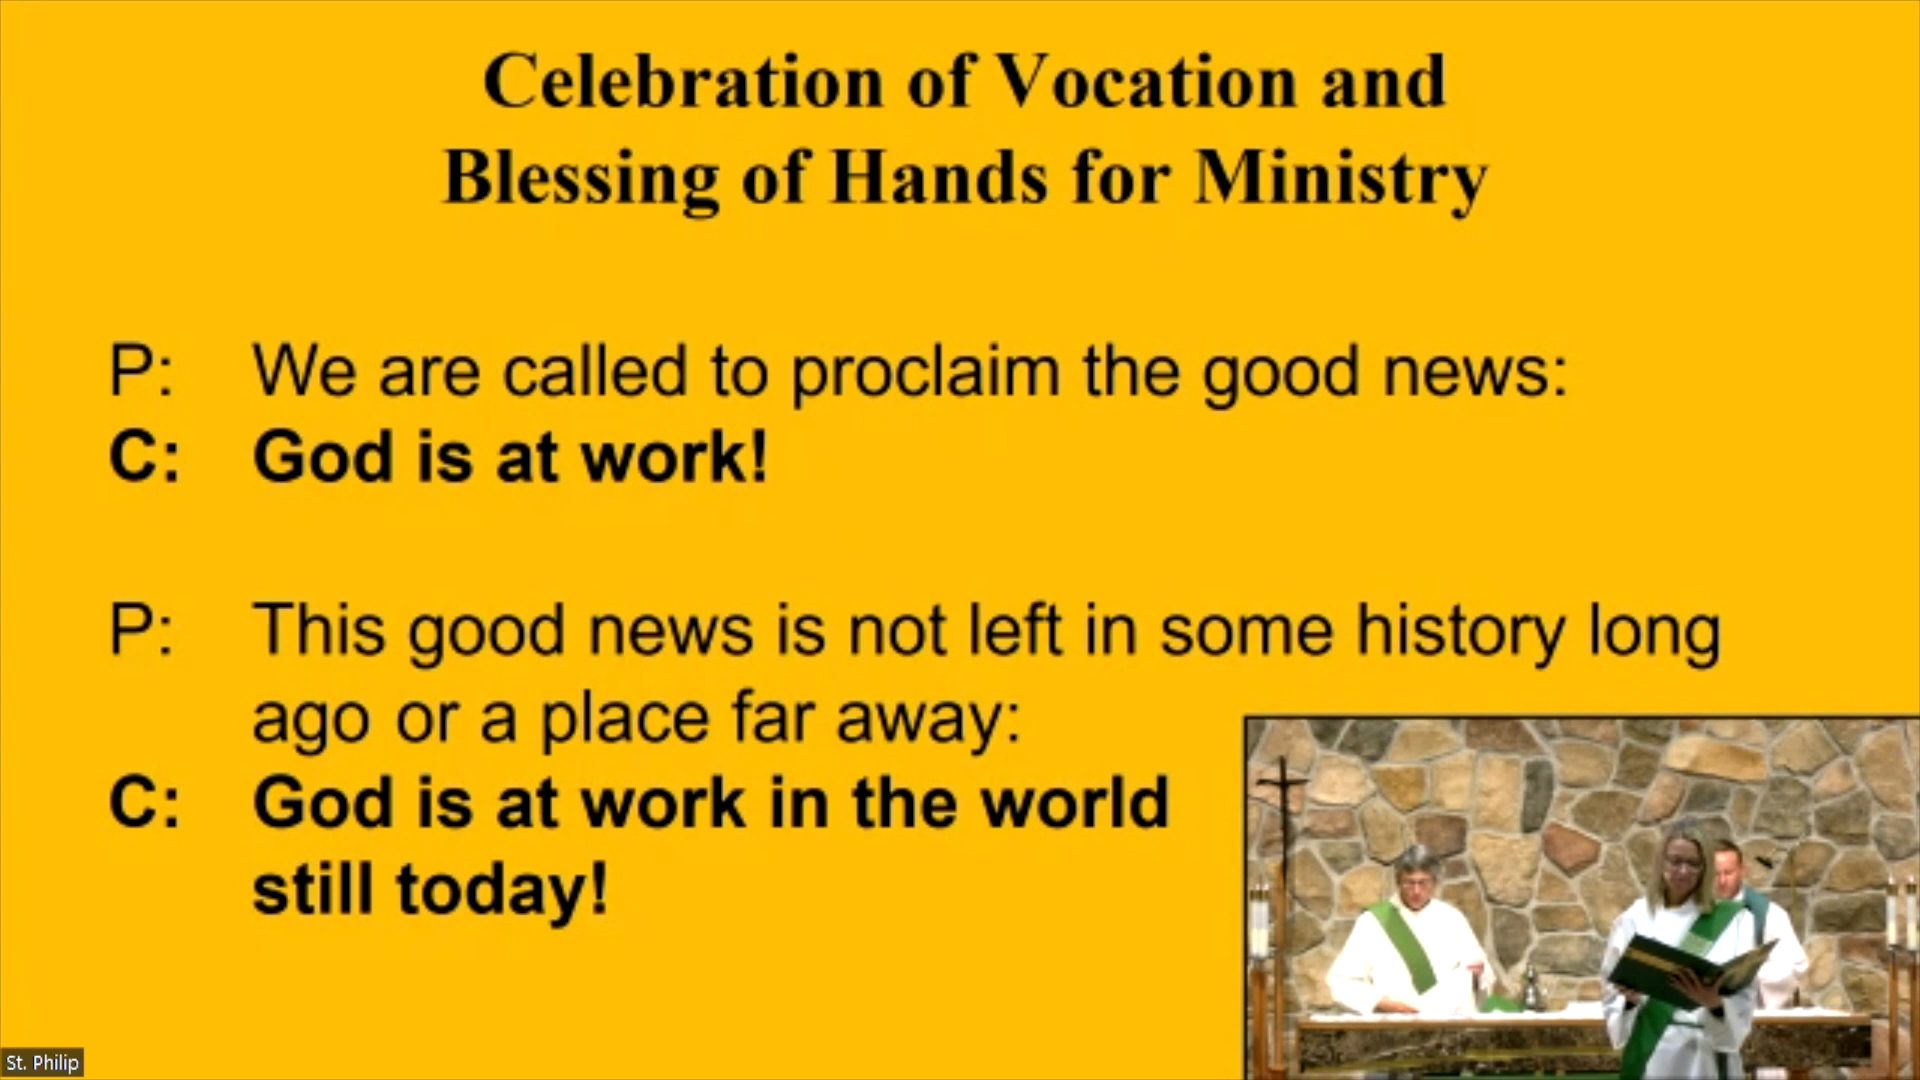 Celebration of Vocation and
Blessing of Hands for Ministry
P: We are called to proclaim the good news:
C: God is at work!
P: This good news is not left in some history long
ago or a place far away:
C: God is at work in the world
still today!
St. Philip